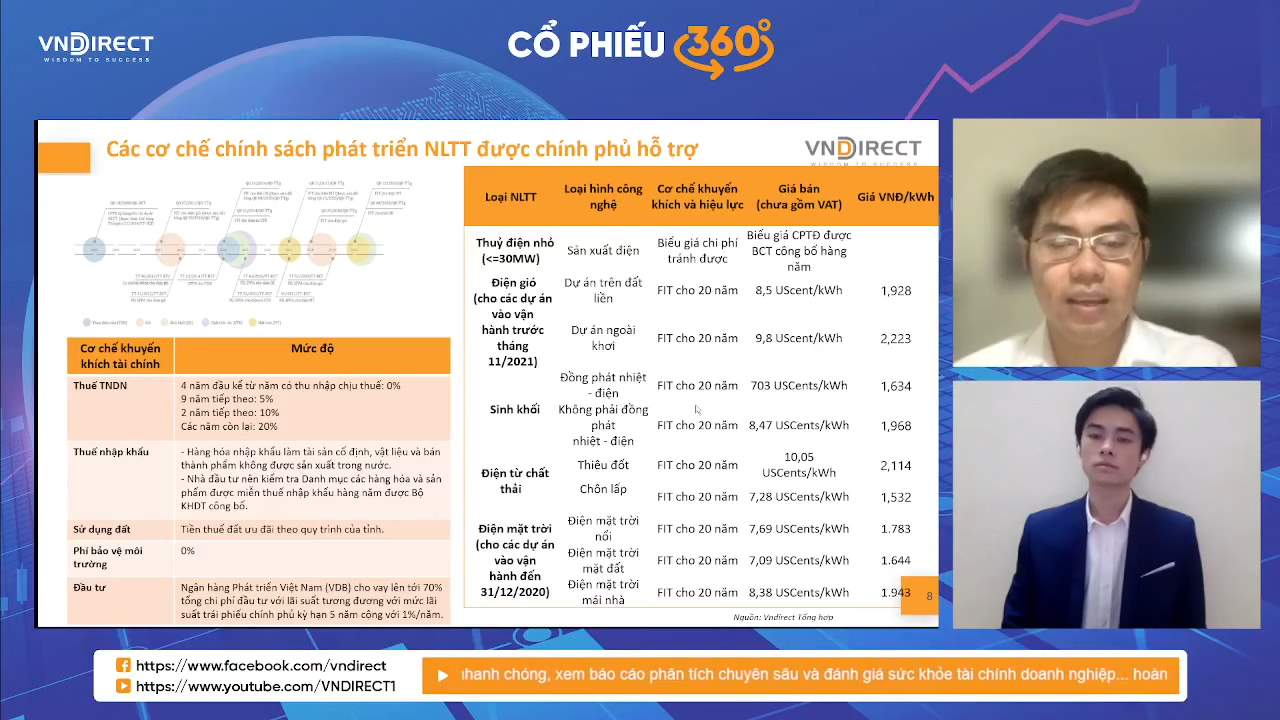 VNDIRECT
WISDOM TO SUCCESS
CỔ PHIẾU 360°
Các cơ chế chính sách phát triển NLTT được chính phủ hỗ trợ
VNDIRECT
WISDOM TO SUCCESS
Cơ chế khuyến
khích tài chính
Mức độ
Thuế TNDN
4 năm đầu kể từ năm có thu nhập chịu thuế: 0%
9 năm tiếp theo: 5%
2 năm tiếp theo: 10%
Các năm còn lại: 20%
Thuế nhập khẩu
- Hàng hóa nhập khẩu làm tài sản cố định, vật liệu và bán
thành phẩm không được sản xuất trong nước.
- Nhà đầu tư nên kiểm tra Danh mục các hàng hóa và sản
phẩm được miễn thuế nhập khẩu hàng năm được Bộ
KHDT công bố.
Sử dụng đất
Tiền thuế đất ưu đãi theo quy trình của tỉnh.
Phí bảo vệ môi
trường
0%
Đầu tư
Ngân hàng Phát triển Việt Nam (VDB) cho vay lên tới 70%
tổng chi phí đầu tư với lãi suất tương đương với mức lãi
suất trái phiếu chính phủ kỳ hạn 5 năm cộng với 1%/năm.
Loại NLTT
Loại hình công
nghệ
Cơ chế khuyến
khích và hiệu lực
Giá bán
(chưa gồm VAT)
Giá VNĐ/kWh
Thuỷ điện nhỏ
(<=30MW)
Sản xuất điện
Biểu giá chi phí
tránh được
Biểu giá CPTĐ được
BCT công bố hàng
năm
Điện gió
(cho các dự án
vào vận
hành trước
tháng
11/2021)
Dự án trên đất
liền
FIT cho 20 năm
8,5 UScent/kWh
1,928
Dự án ngoài
khơi
FIT cho 20 năm
9,8 UScent/kWh
2,223
Sinh khối
Đồng phát nhiệt
- điện
FIT cho 20 năm
703 USCents/kWh
1,634
Không phải đồng
phát
nhiệt - điện
FIT cho 20 năm
8,47 USCents/kWh
1,968
Điện từ chất
thải
Thiêu đốt
FIT cho 20 năm
10,05
USCents/kWh
2,114
Chôn lấp
FIT cho 20 năm
7,28 USCents/kWh
1,532
Điện mặt trời
(cho các dự án
vào vận
hành đến
31/12/2020)
Điện mặt trời
nổi
FIT cho 20 năm
7,69 USCents/kWh
1.783
Điện mặt trời
mặt đất
FIT cho 20 năm
7,09 USCents/kWh
1.644
Điện mặt trời
mái nhà
FIT cho 20 năm
8,38 USCents/kWh
1.943
8
Nguồn: Vndirect Tổng hợp
https://www.facebook.com/vndirect
https://www.youtube.com/VNDIRECT1
nhanh chóng, xem báo cáo phân tích chuyên sâu và đánh giá sức khỏe tài chính doanh nghiệp... hoàn